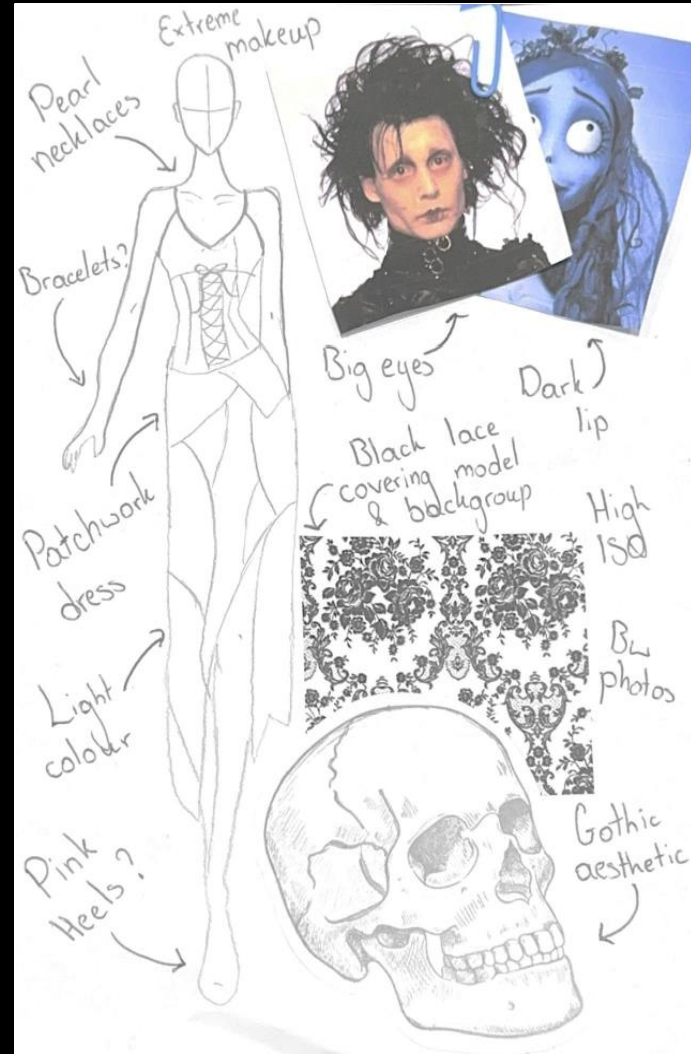 Extreme
makeup
Pearl
necklaces
Bracelets?
Big eyes
Dark
lip
Black lace
covering model
& backgroup
Patchwork
dress
High
ISO
Light
colour
BW
photos
Pink
Heels?
Gothic
aesthetic